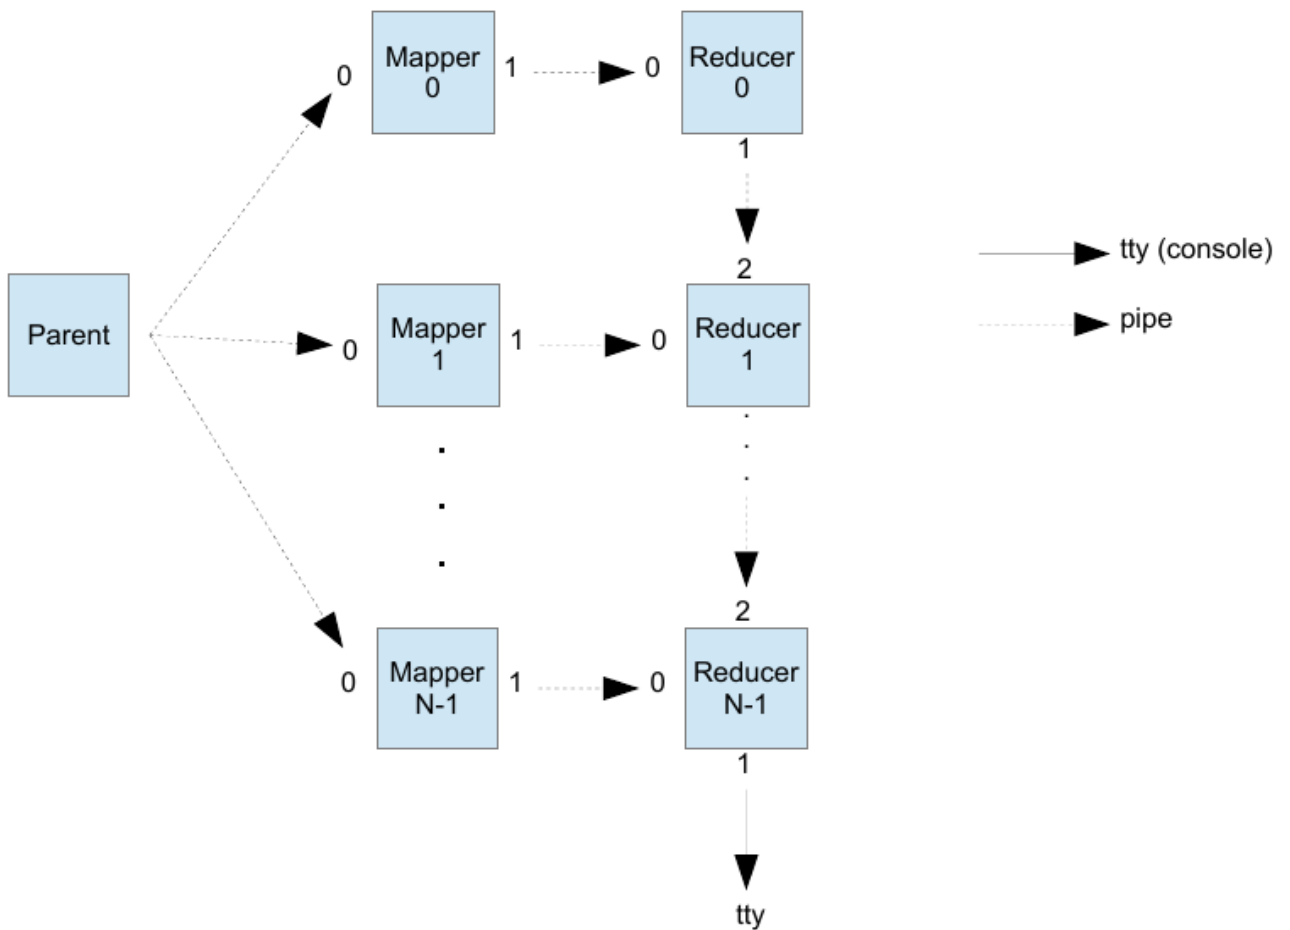 0
Mapper
0
1
0
Reducer
0
1
2
tty (console)
pipe
Parent
0
Mapper
1
1
0
Reducer
1
.
.
.
.
.
.
2
0
Mapper
N-1
1
0
Reducer
N-1
1
tty